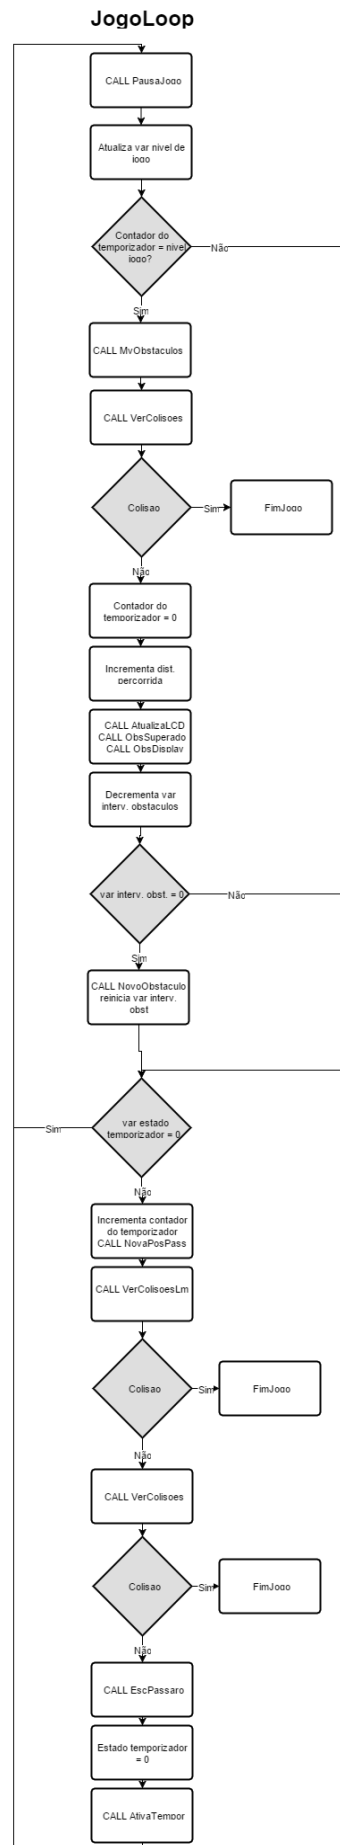 JogoLoop
CALL PausaJogo
Atualiza var nivel de
jogo
Contador do
temporizador = nivel
jogo?
Não
Sim
CALL MvObstaculos
CALL VerColisoes
Colisao
Sim
FimJogo
Não
Contador do
temporizador = 0
Incrementa dist.
percorrida
CALL AtualizaLCD
CALL ObsSuperado
CALL ObsDisplay
Decrementa var
interv. obstaculos
var interv. obst. = 0
Não
Sim
CALL NovoObstaculo
reinicia var interv.
obst
var estado
temporizador = 0
Sim
Não
Incrementa contador
do temporizador
CALL NovaPosPass
CALL VerColisoesLm
Colisao
Sim
FimJogo
Não
CALL VerColisoes
Colisao
Sim
FimJogo
Não
CALL EscPassaro
Estado temporizador
= 0
CALL AtivaTempor